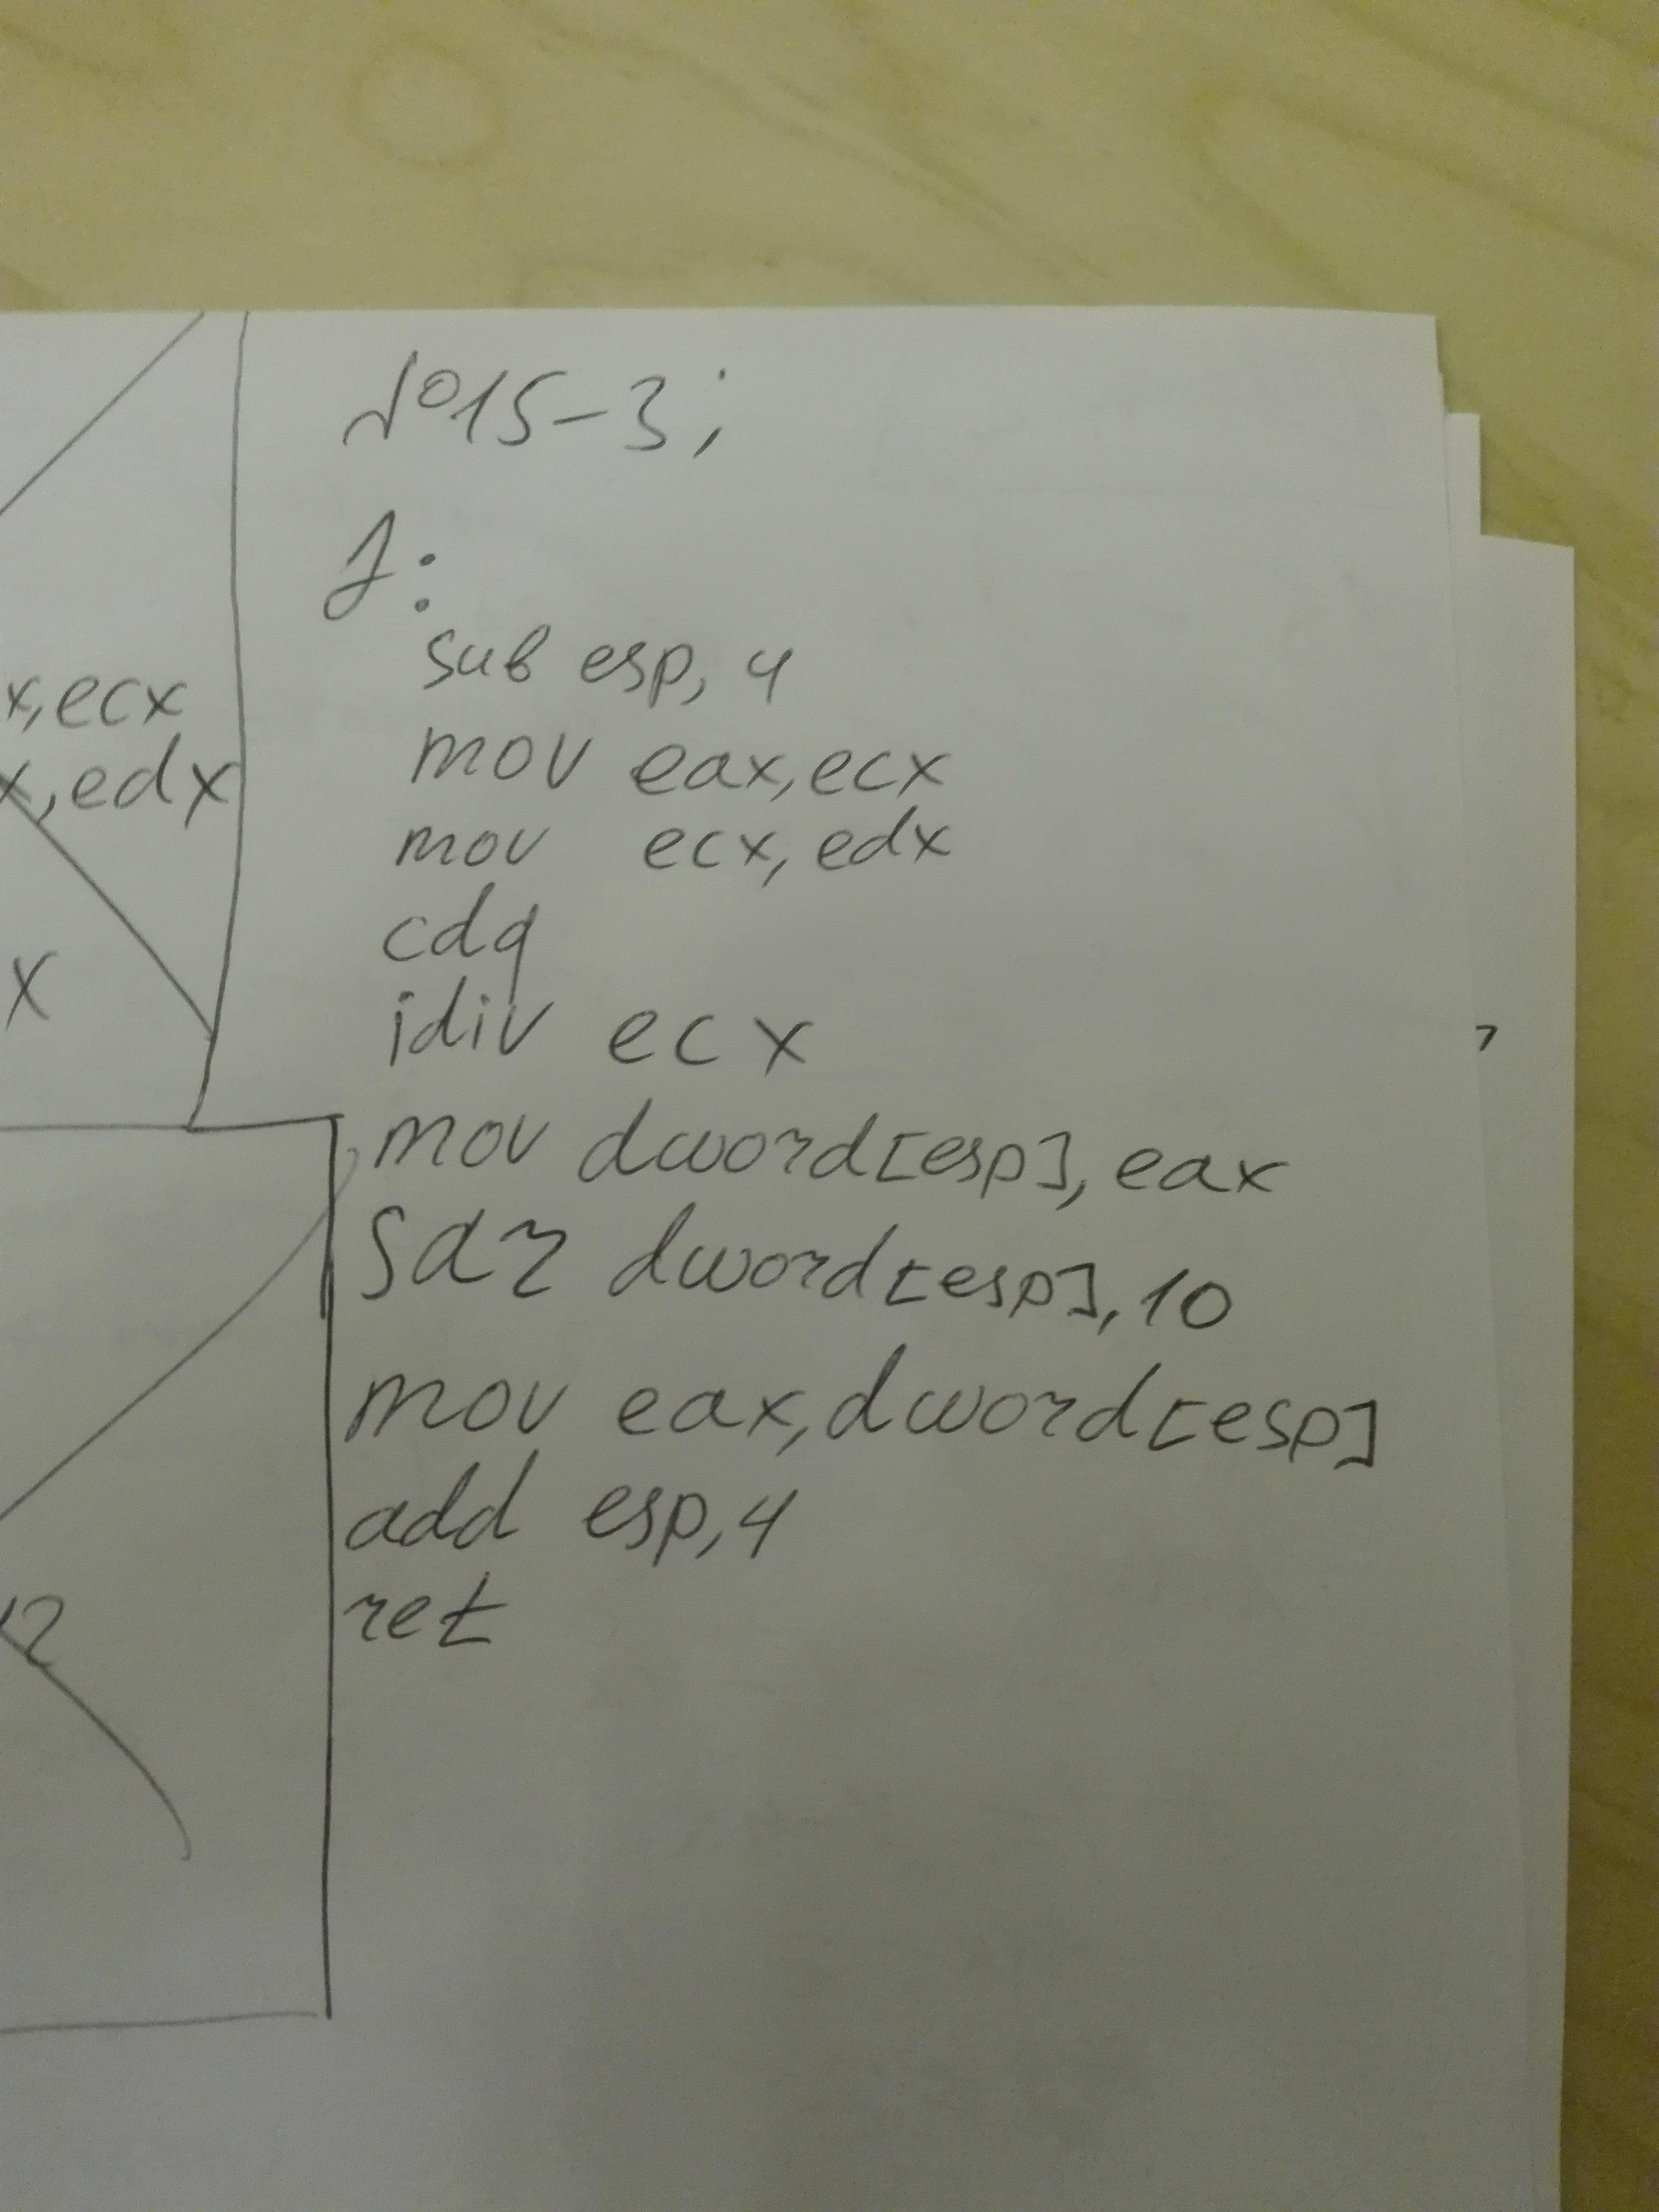 №15-3;
f:
sub esp, 4
mov eax, ecx
x, ecx
mov ecx, edx
x, edx
cdq
x
idiv ecx
mov dword[esp], eax
sar dword[esp], 10
mov eax, dword[esp]
add esp, 4
ret
12